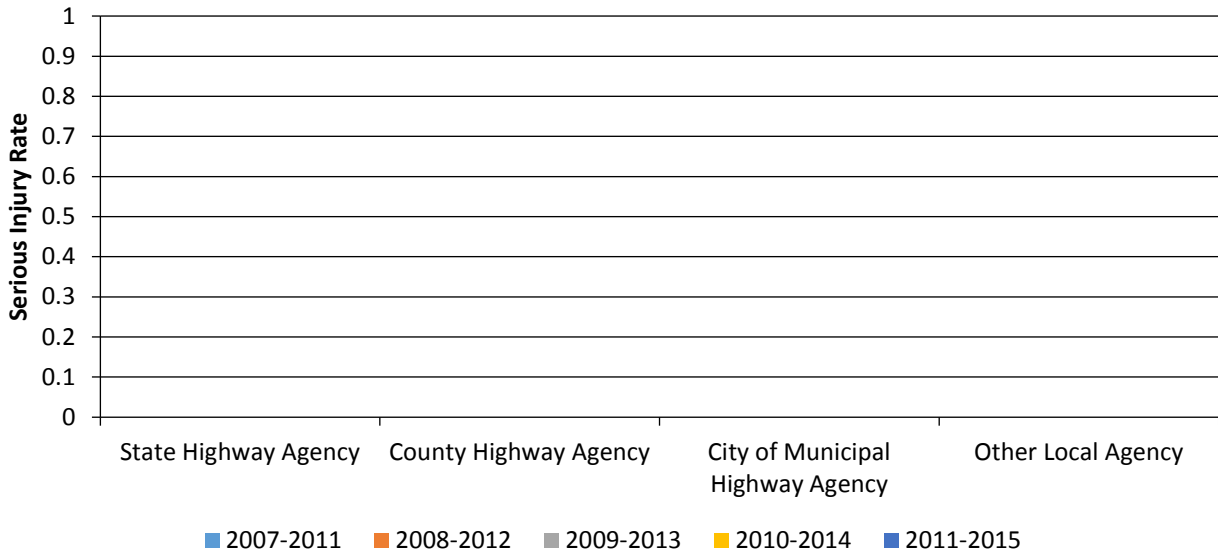 Serious Injury Rate
1
0.9
0.8
0.7
0.6
0.5
0.4
0.3
0.2
0.1
0
State Highway Agency
County Highway Agency
City of Municipal
Highway Agency
Other Local Agency
2007-2011 2008-2012 2009-2013 2010-2014 2011-2015